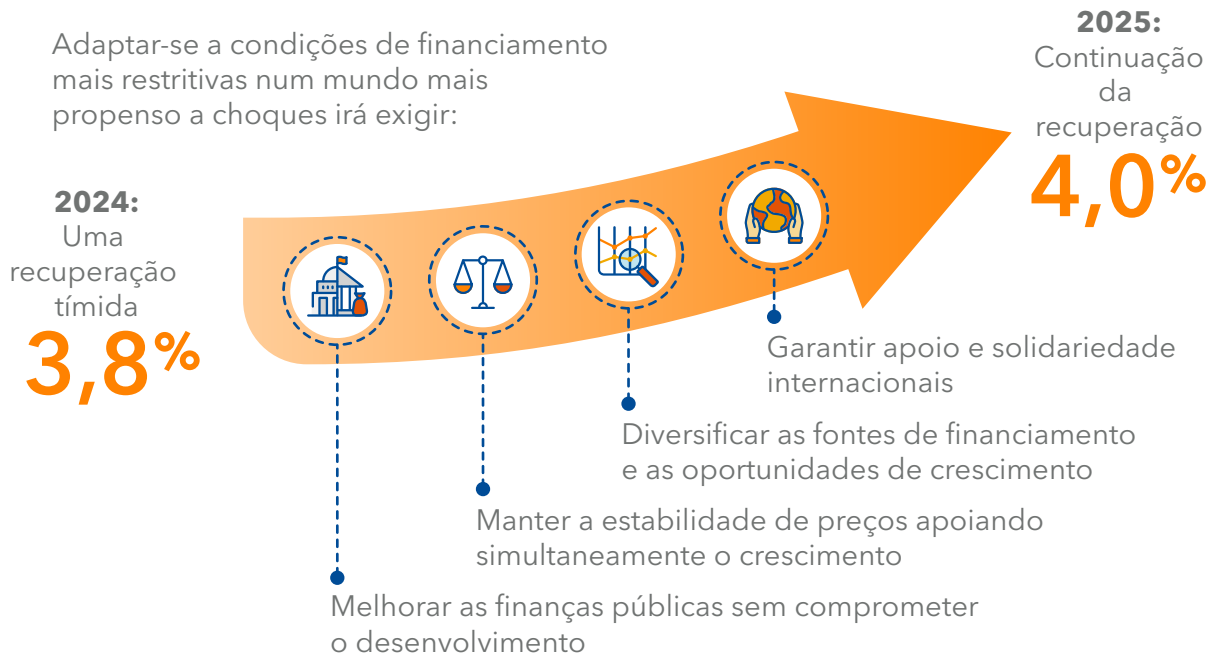 Adaptar-se a condições de financiamento
mais restritivas num mundo mais
propenso a choques irá exigir:
2024:
Uma
recuperação
tímida
3,8%
2025:
Continuação
da
recuperação
4,0%
Garantir apoio e solidariedade
internacionais
Diversificar as fontes de financiamento
e as oportunidades de crescimento
Manter a estabilidade de preços apoiando
simultaneamente o crescimento
Melhorar as finanças públicas sem comprometer
o desenvolvimento